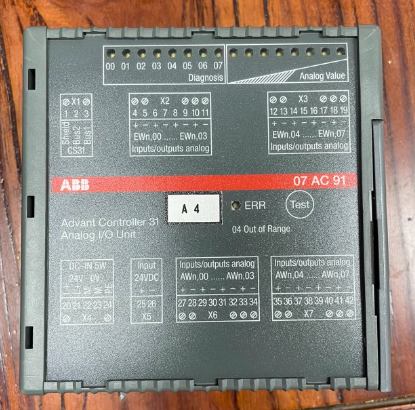 00 01 02 03 04 05 06 07
Diagnosis
Analog Value
X1
1 2 3
Shield
Bus2
Bus1
CS31
X2
4 5 6 7 8 9 10 11
+ - + - + - + -
EWn,00 ...... EWn,03
Inputs/outputs analog
X3
12 13 14 15 16 17 18 19
+ - + - + - + -
EWn,04 ...... EWn,07
Inputs/outputs analog
ABB
07 AC 91
A 4
ERR
Test
Advant Controller 31
Analog I/O Unit
04 Out of Range
DC-IN 5W
24V 0V
20 21 22 23 24
X4
Input
24VDC
+ -
25 26
X5
Inputs/outputs analog
AWn,00 ...... AWn,03
+ - + - + - + -
27 28 29 30 31 32 33 34
X6
Inputs/outputs analog
AWn,04 ...... AWn,07
+ - + - + - + -
35 36 37 38 39 40 41 42
X7